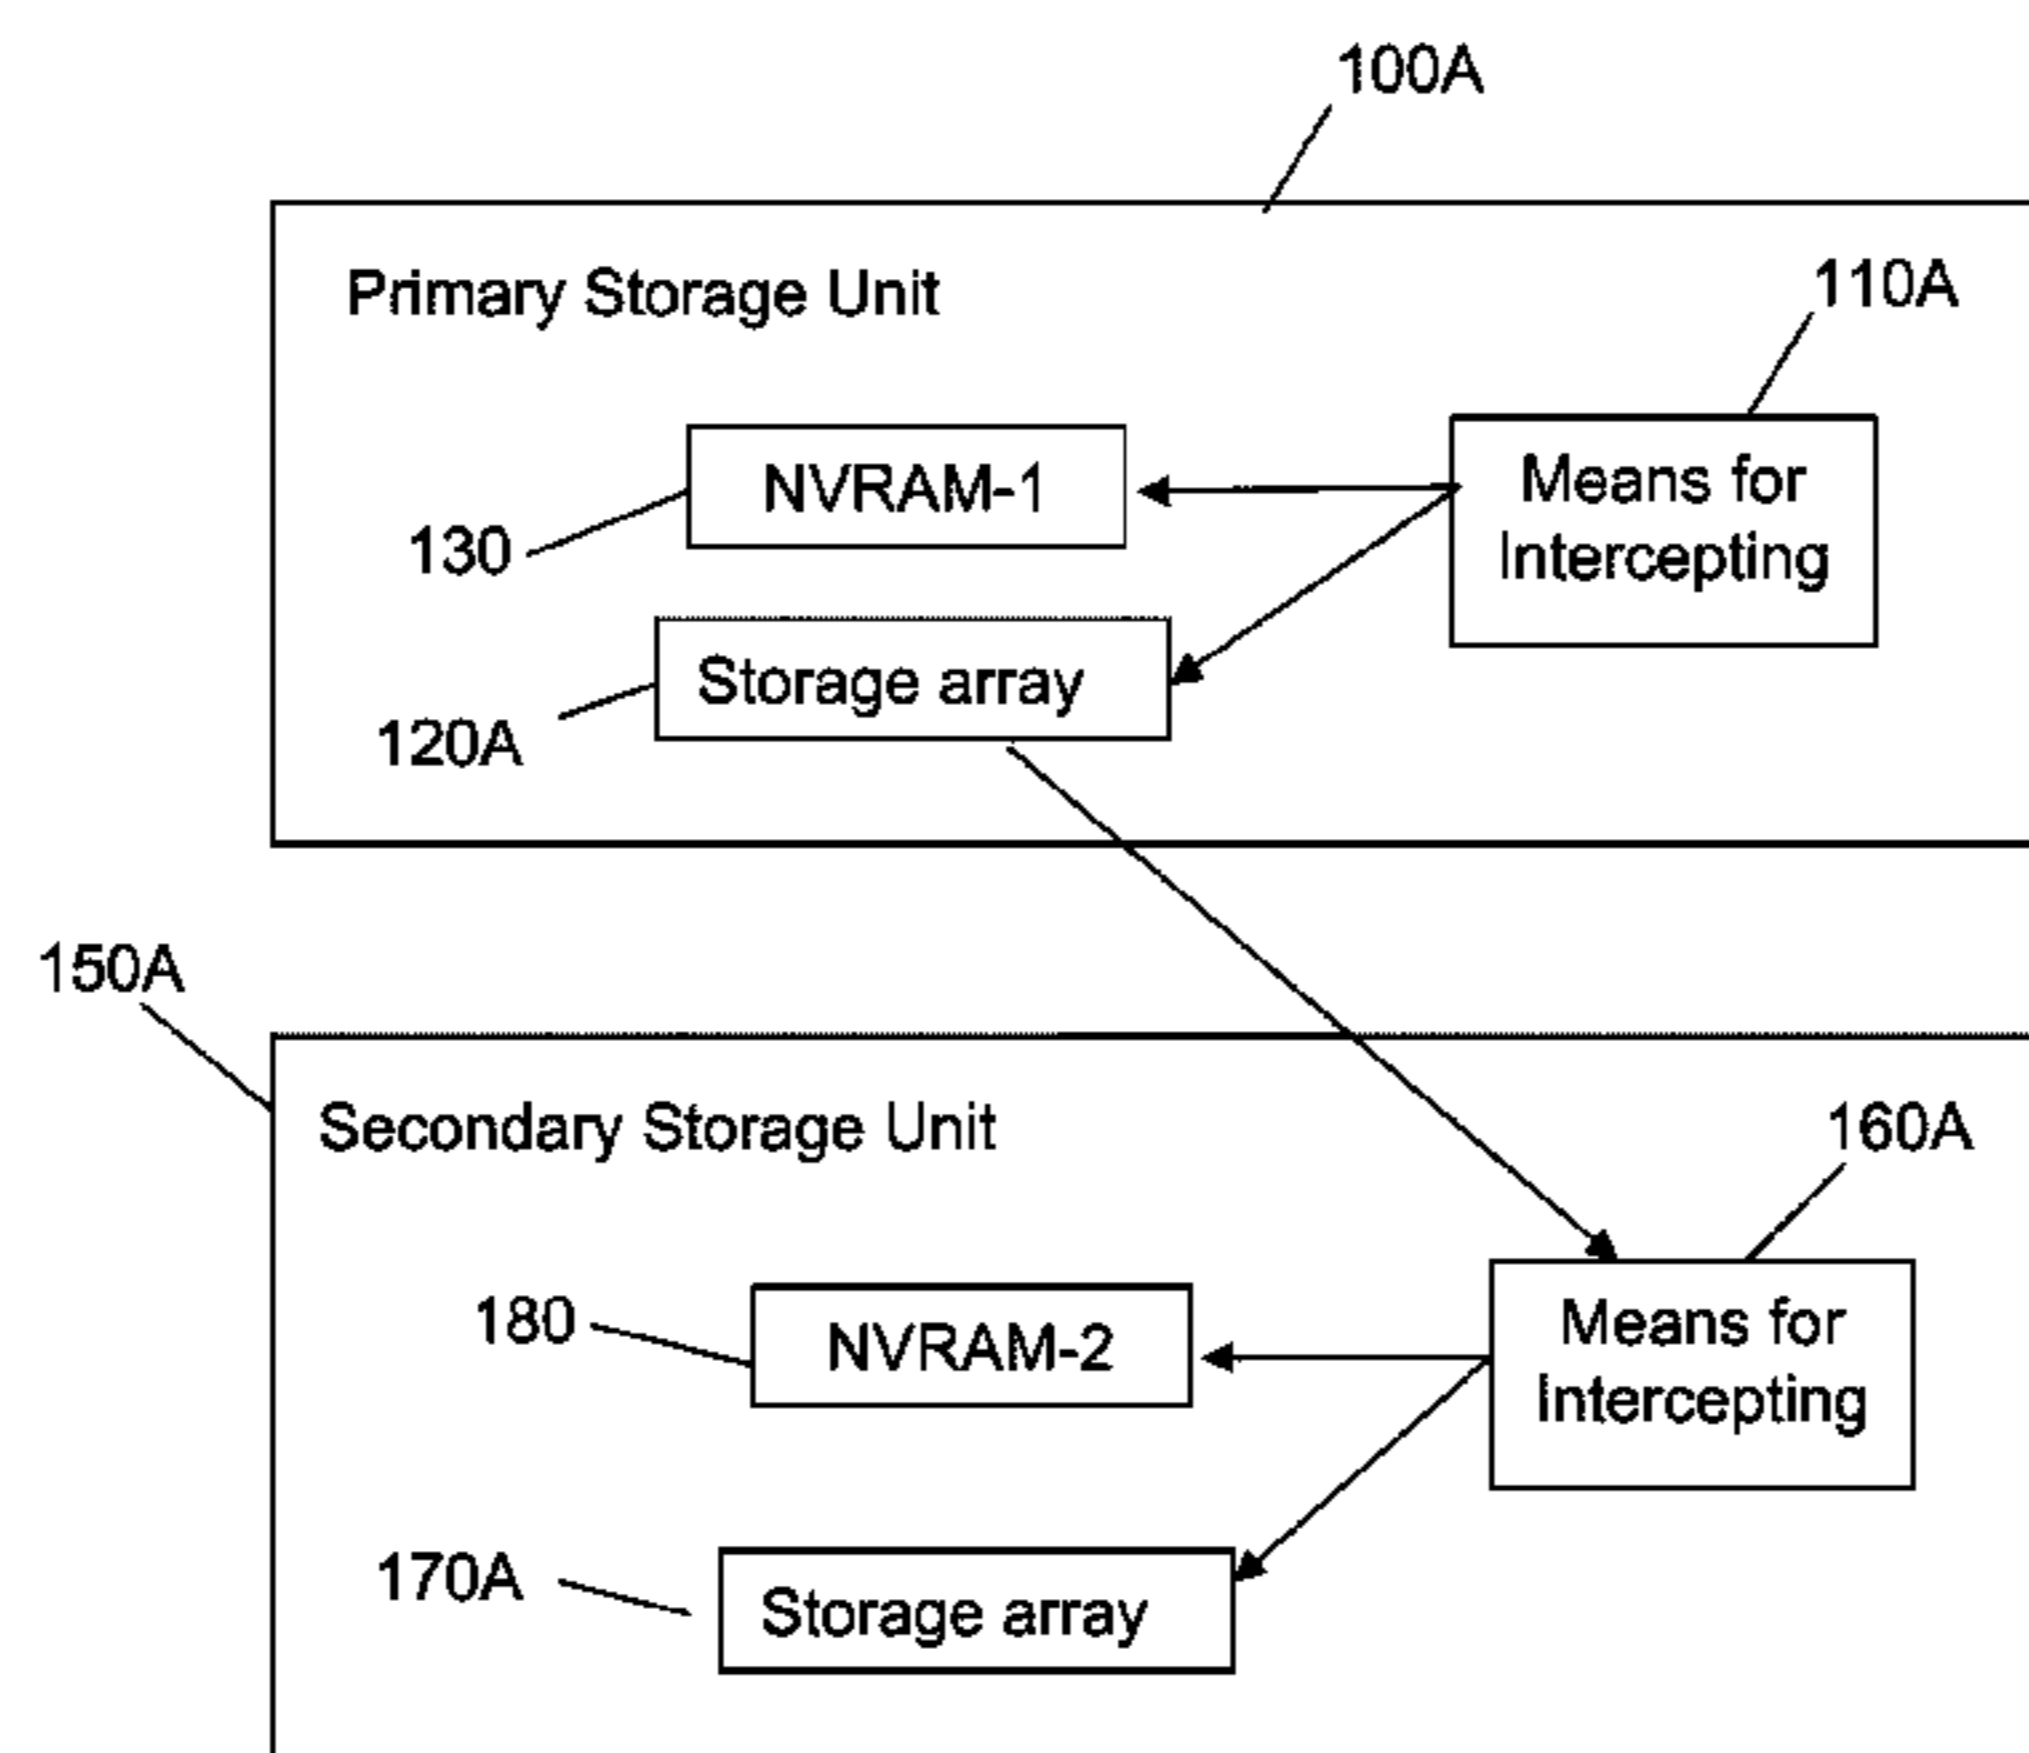 100A
Primary Storage Unit
110A
NVRAM-1
Means for
Intercepting
130
Storage array
120A
150A
Secondary Storage Unit
160A
180
NVRAM-2
Means for
Intercepting
170A
Storage array